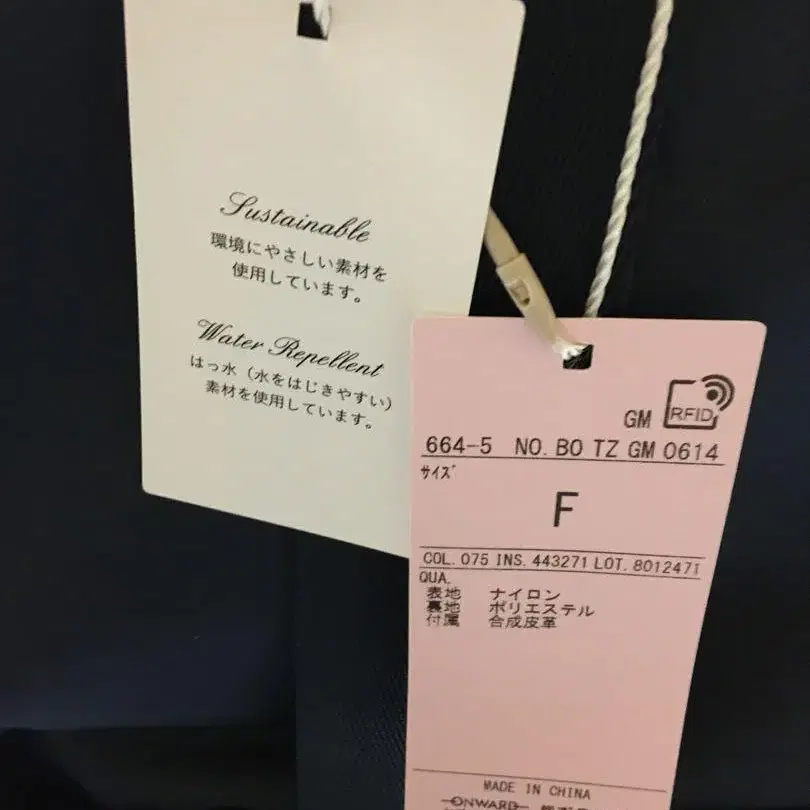 Sustainable
環境にやさしい素材を
使用しています。
Water Repellent
はっ水（水をはじきやすい）
素材を使用しています。
GM RFID
664-5 NO. BO TZ GM 0614
ｻｲｽﾞ
F
COL. 075 INS. 443271 LOT. 8012471
QUA.
表地 ナイロン
裏地 ポリエステル
付属 合成皮革
MADE IN CHINA
ONWARD